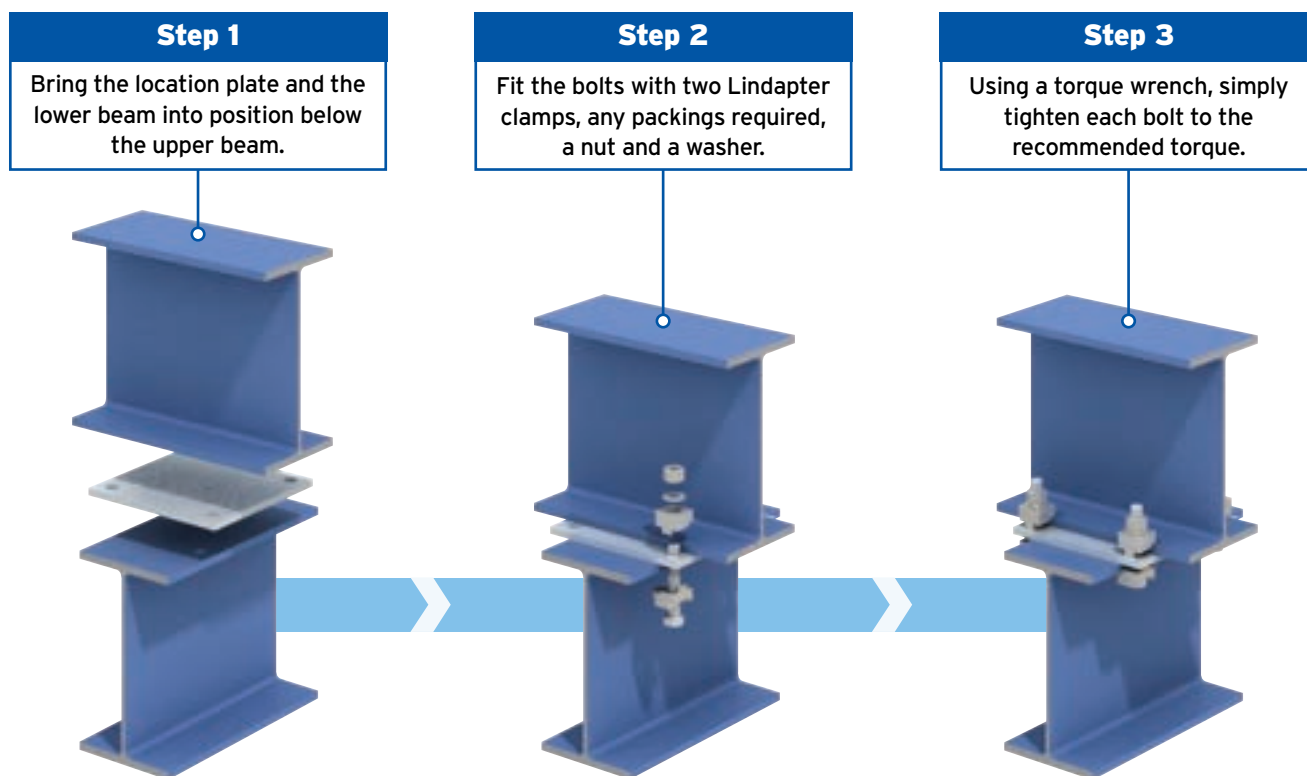 Step 1
Bring the location plate and the
lower beam into position below
the upper beam.
Step 2
Fit the bolts with two Lindapter
clamps, any packings required,
a nut and a washer.
Step 3
Using a torque wrench, simply
tighten each bolt to the
recommended torque.